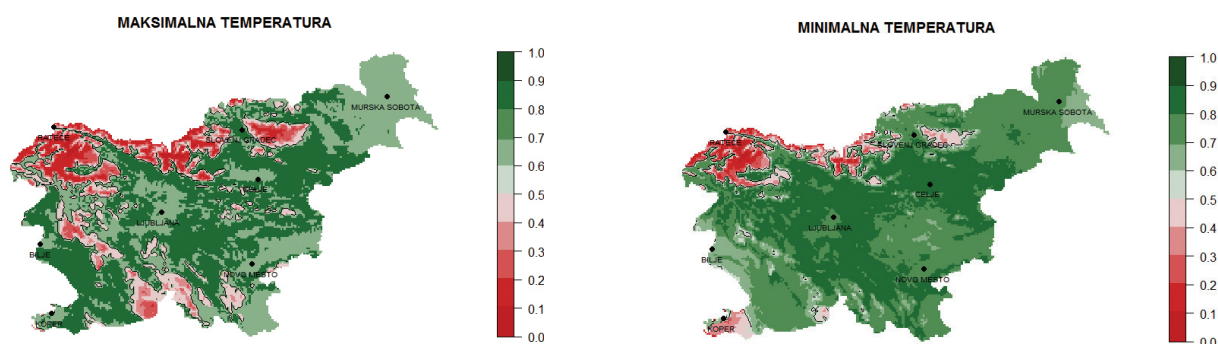 MAKSIMALNA TEMPERATURA
1.0
0.9
0.8
0.7
0.6
0.5
0.4
0.3
0.2
0.1
0.0
MURSKA SOBOTA
RATEČE
SLOVENJ GRADEC
CELJE
LJUBLJANA
BILJE
NOVO MESTO
KOPER
MINIMALNA TEMPERATURA
1.0
0.9
0.8
0.7
0.6
0.5
0.4
0.3
0.2
0.1
0.0
MURSKA SOBOTA
RATEČE
SLOVENJ GRADEC
CELJE
LJUBLJANA
BILJE
NOVO MESTO
KOPER